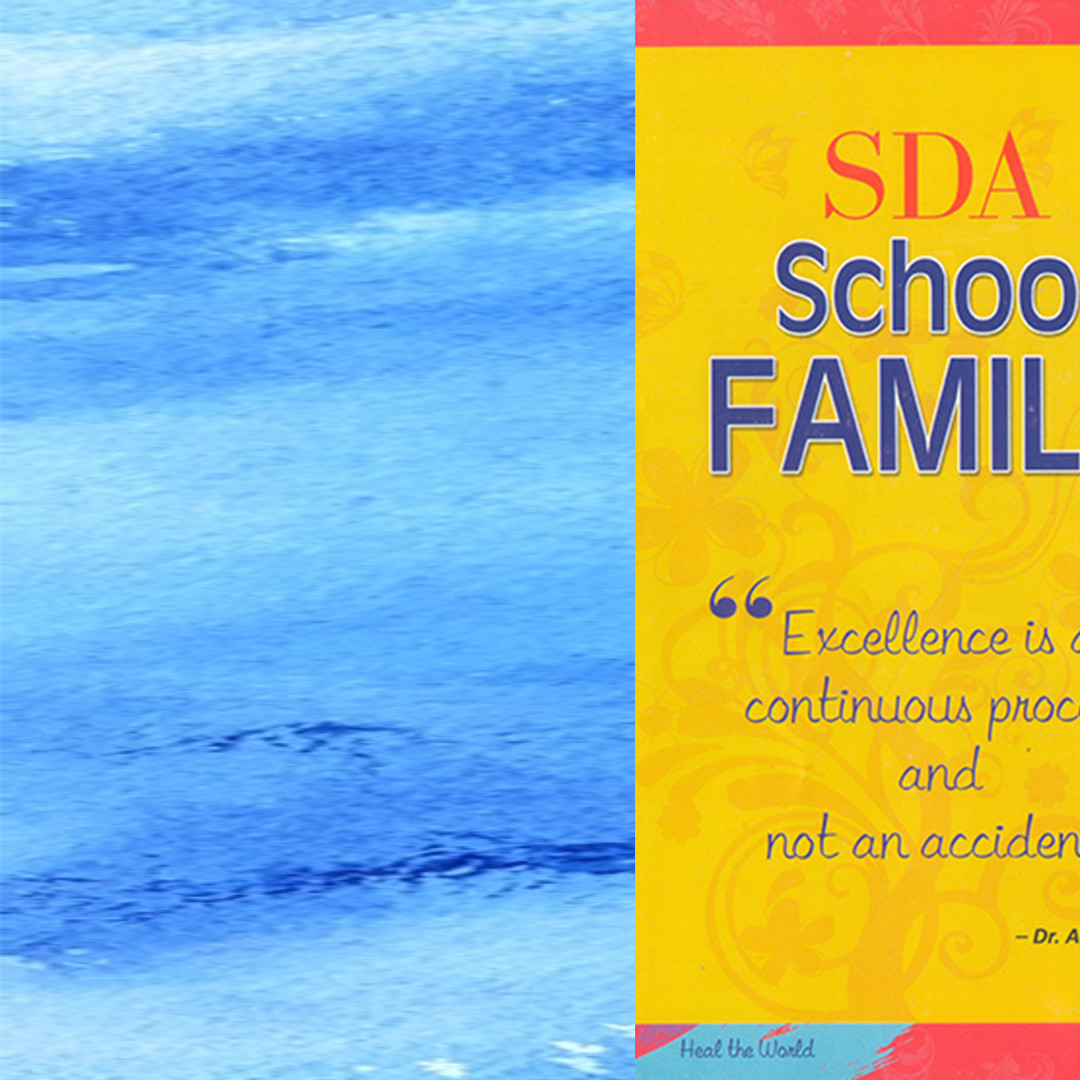 SDA
Schoo
FAMIL
“ Excellence is a
continuous proc
and
not an acciden
– Dr. A
Heal the World